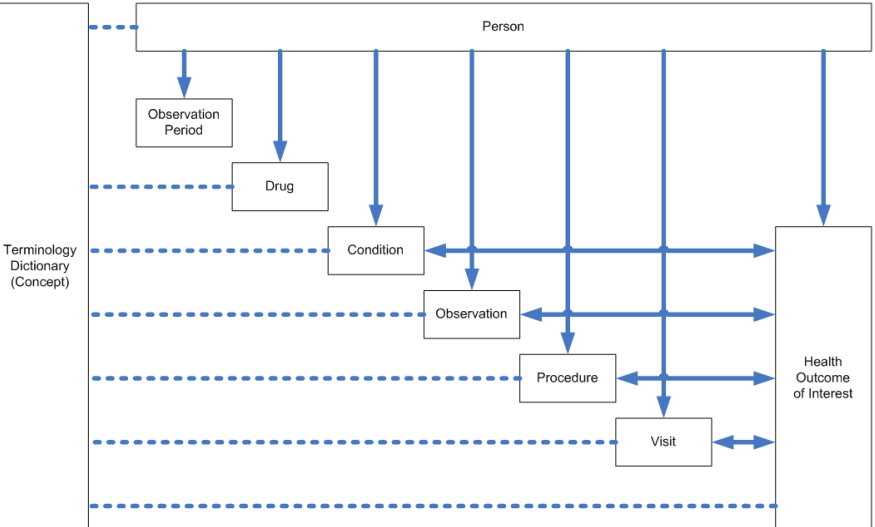 Person
Observation
Period
Drug
Terminology
Dictionary
(Concept)
Condition
Observation
Procedure
Health
Outcome
of Interest
Visit